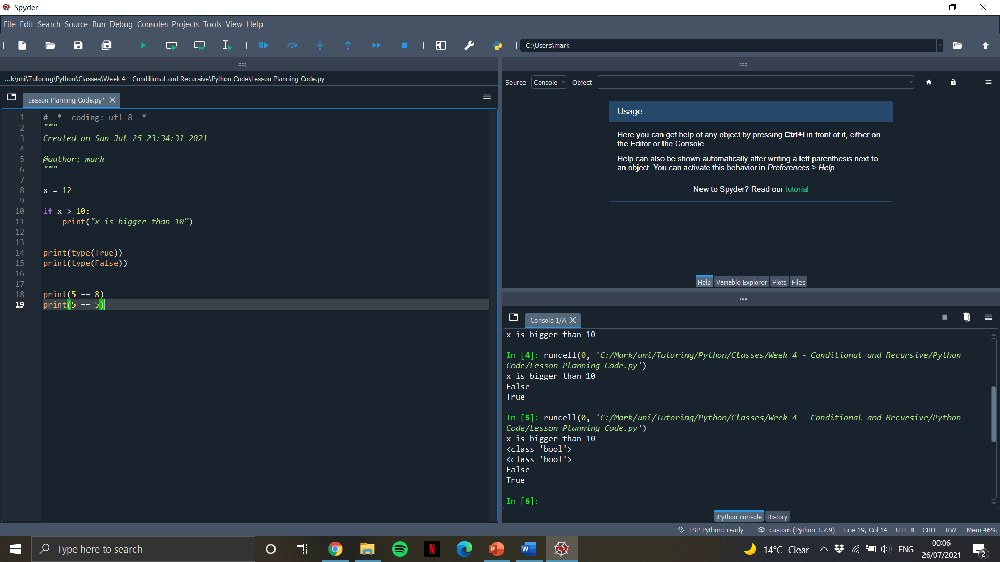 Spyder
File Edit Search Source Run Debug Consoles Projects Tools View Help
C:\Users\mark
...k\uni\Tutoring\Python\Classes\Week 4 - Conditional and Recursive\Python Code\Lesson Planning Code.py
Lesson Planning Code.py*
1 # -*- coding: utf-8 -*-
2 """
3 Created on Sun Jul 25 23:34:31 2021
4
5 @author: mark
6 """
7
8 x = 12
9
10 if x > 10:
11     print("x is bigger than 10")
12
13
14 print(type(True))
15 print(type(False))
16
17
18 print(5 == 8)
19 print(5 == 5)
Source Console Object
Usage
Here you can get help of any object by pressing Ctrl+I in front of it, either on
the Editor or the Console.
Help can also be shown automatically after writing a left parenthesis next to
an object. You can activate this behavior in Preferences > Help.
New to Spyder? Read our tutorial
Help Variable Explorer Plots Files
Console 1/A
x is bigger than 10
In [4]: runcell(0, 'C:/Mark/uni/Tutoring/Python/Classes/Week 4 - Conditional and Recursive/Python
Code/Lesson Planning Code.py')
x is bigger than 10
False
True
In [5]: runcell(0, 'C:/Mark/uni/Tutoring/Python/Classes/Week 4 - Conditional and Recursive/Python
Code/Lesson Planning Code.py')
x is bigger than 10
<class 'bool'>
<class 'bool'>
False
True
In [6]:
IPython console History
LSP Python: ready custom (Python 3.7.9) Line 19, Col 14 UTF-8 CRLF RW Mem 46%
Type here to search
N
P
W
14°C Clear
ENG
00:06
26/07/2021
2